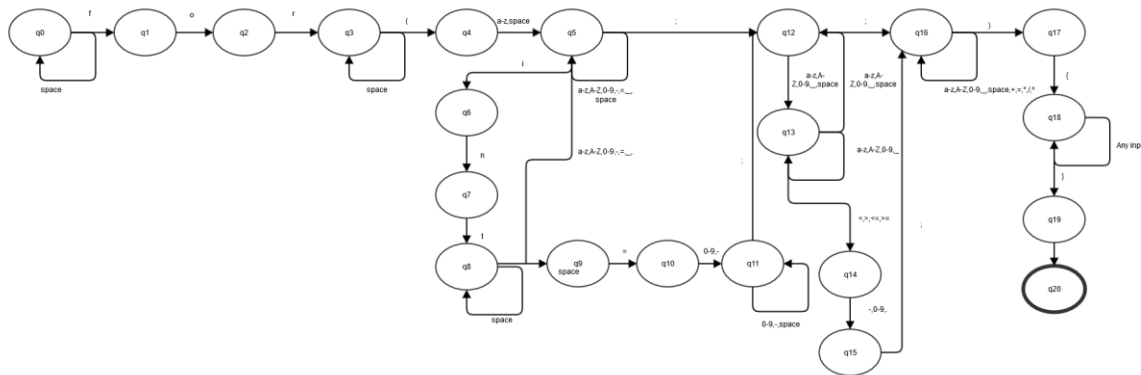 f
o
r
(
a-z,space
;
;
)
q0
q1
q2
q3
q4
q5
q12
q16
q17
space
space
i
a-z,A-Z,0-9,-,=,_,.
space
a-z,A-
Z,0-9,_,space
a-z,A-
Z,0-9,_,space
a-z,A-Z,0-9,_,space,+,=,*,/,^
{
q6
q13
q18
n
a-z,A-Z,0-9,-,=,_,.
;
a-z,A-Z,0-9,_
Any inp
q7
}
t
<,>,<=,>=
;
q19
q8
q9
space
=
q10
0-9,-
q11
q14
q20
space
0-9,-,space
-,0-9,.
q15